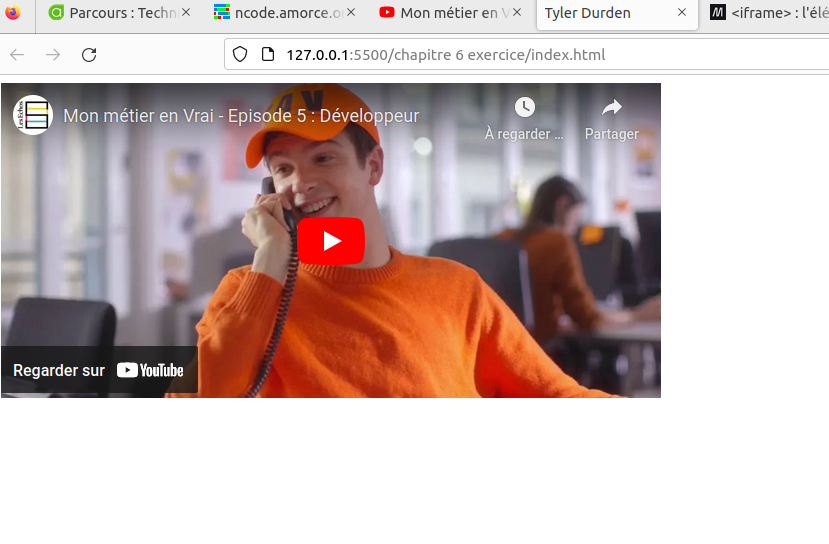 Parcours : Techni
ncode.amorce.o
Mon métier en V
Tyler Durden
<iframe> : l'élé
127.0.0.1:5500/chapitre 6 exercice/index.html
Les Echos
Mon métier en Vrai - Episode 5 : Développeur
À regarder ...
Partager
Regarder sur YouTube